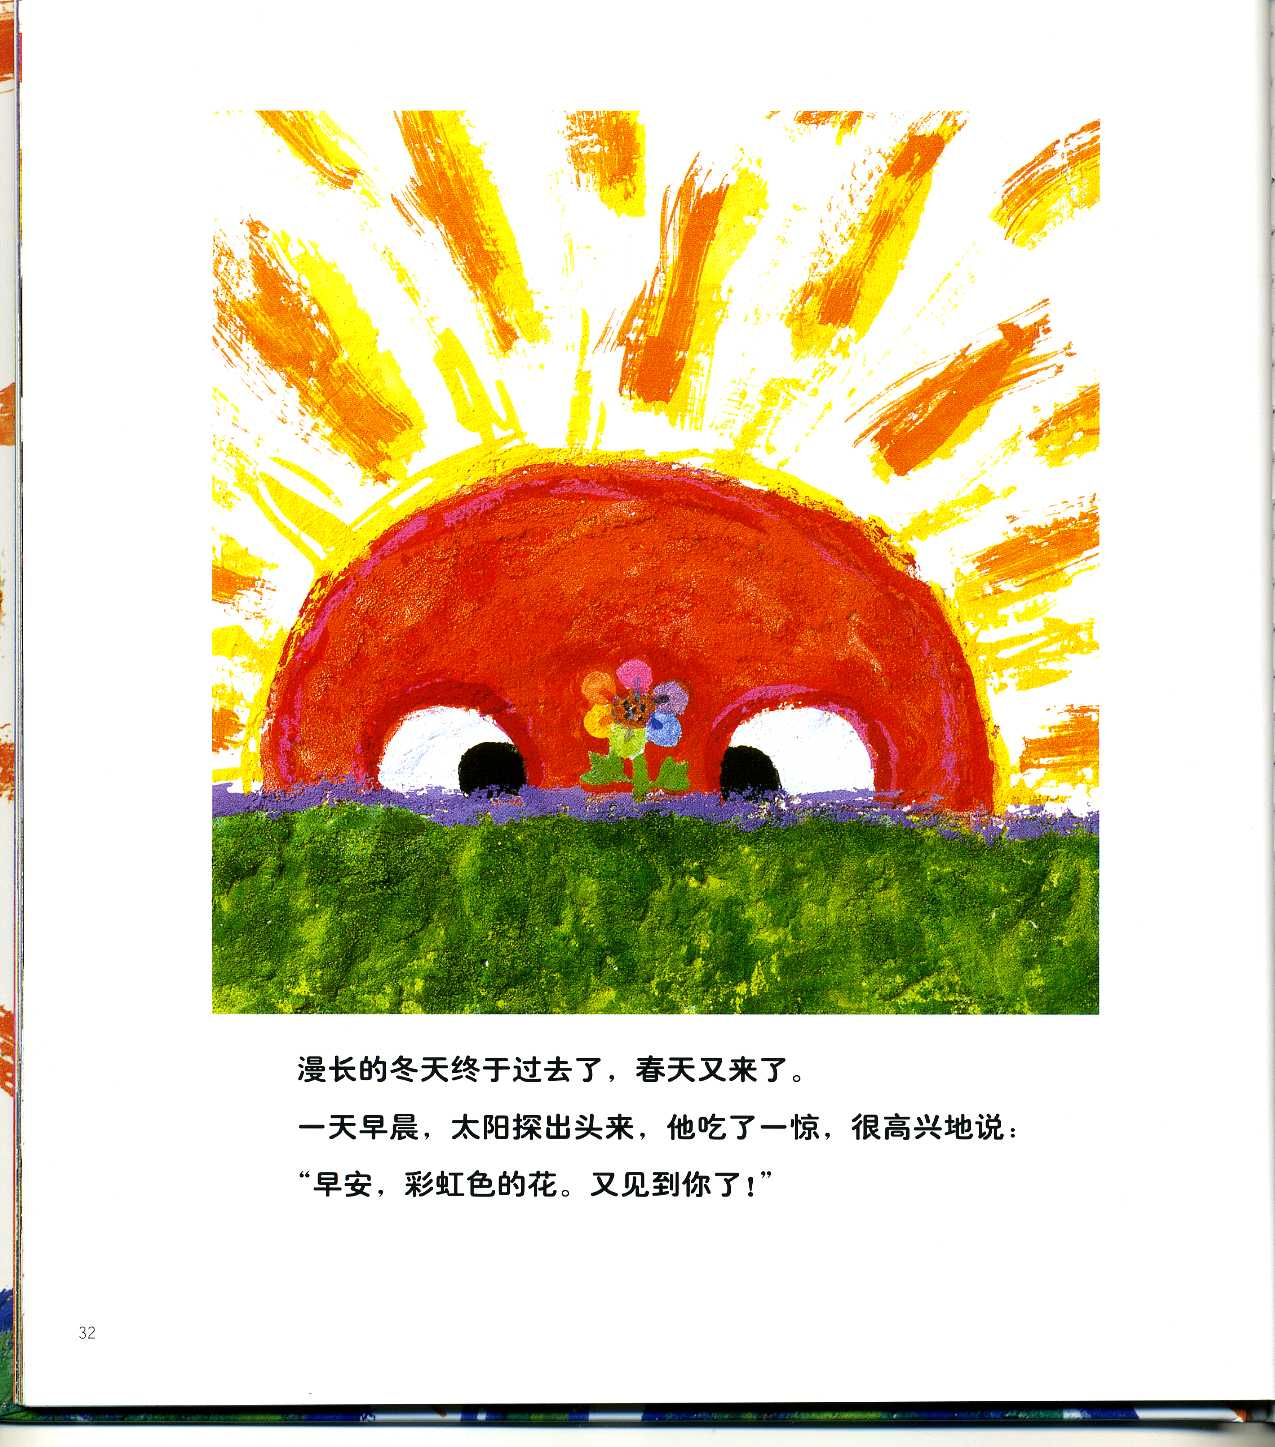 漫长的冬天终于过去了，春天又来了。
一天早晨，太阳探出头来，他吃了一惊，很高兴地说：
“早安，彩虹色的花。又见到你了！”
32